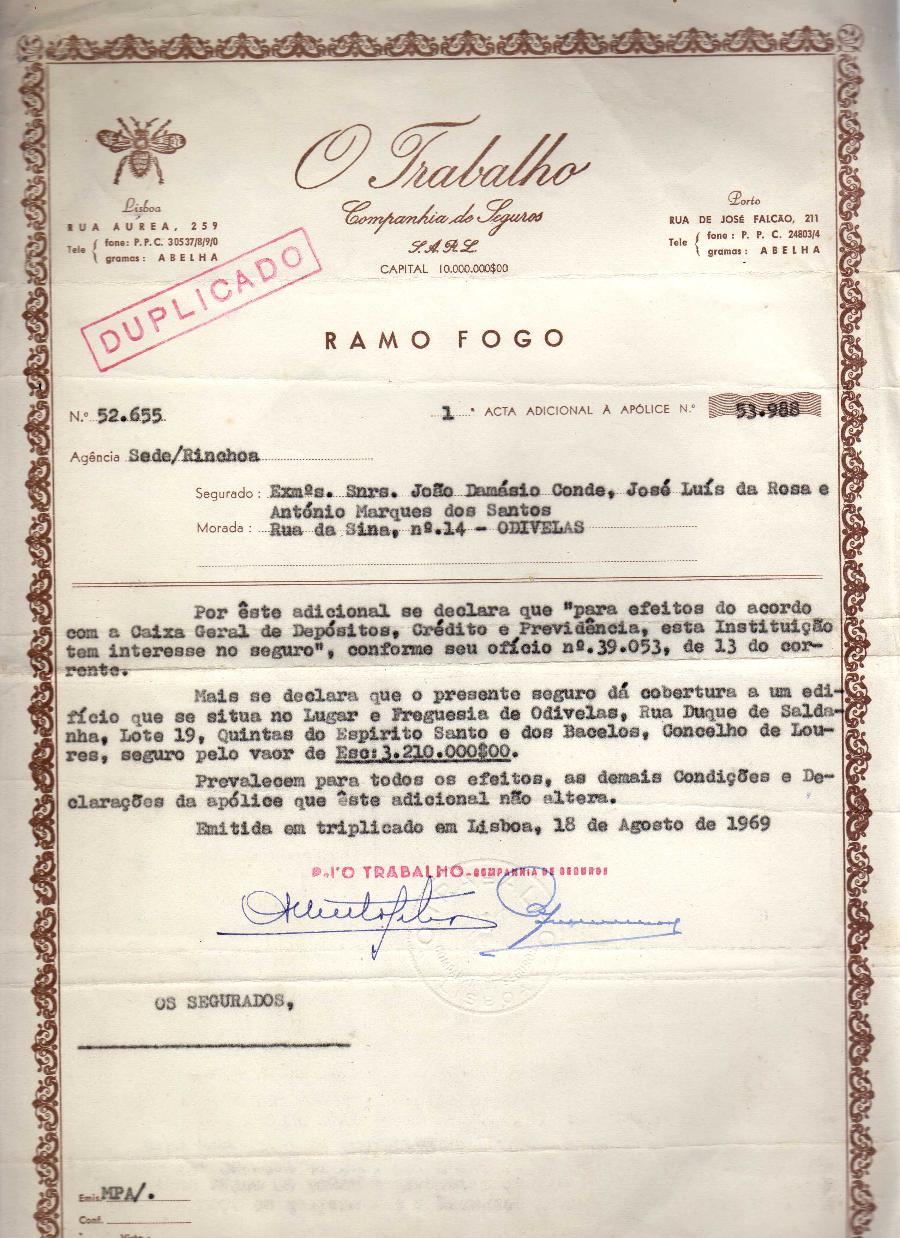 O Trabalho
Companhia de Seguros
S.A.R.L.
CAPITAL 10.000.000$00
Lisboa
RUA AUREA, 259
Tele { fone: P.P.C. 30537/8/9/0
gramas: ABELHA
Porto
RUA DE JOSÉ FALCÃO, 211
Tele { fone: P. P. C. 24803/4
gramas: ABELHA
DUPLICADO
RAMO FOGO
N.º 52.655 1.ª ACTA ADICIONAL À APÓLICE N.º 53.988
Agência Sede/Rinchoa
Segurado: Exmºs. Snrs. João Damásio Conde, José Luís da Rosa e
António Marques dos Santos
Morada: Rua da Sina, nº.14 - ODIVELAS
Por êste adicional se declara que "para efeitos do acordo
com a Caixa Geral de Depósitos, Crédito e Previdência, esta Instituição
tem interesse no seguro", conforme seu ofício nº.39.053, de 13 do cor-
rente.
Mais se declara que o presente seguro dá cobertura a um edi-
fício que se situa no Lugar e Freguesia de Odivelas, Rua Duque de Salda-
nha, Lote 19, Quintas do Espirito Santo e dos Bacelos, Concelho de Lou-
res, seguro pelo vaor de Esc:3.210.000$00.
Prevalecem para todos os efeitos, as demais Condições e De-
clarações da apólice que êste adicional não altera.
Emitida em triplicado em Lisboa, 18 de Agosto de 1969
P.l'O TRABALHO-COMPANHIA DE SEGUROS
OS SEGURADOS,
Emis. MPA/.
Conf.